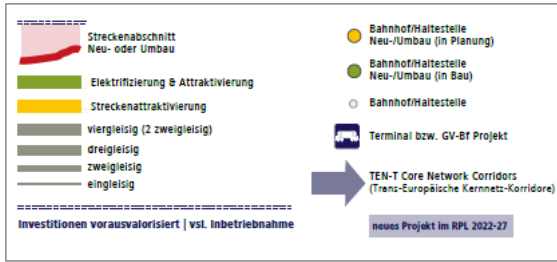 Streckenabschnitt
Neu- oder Umbau
Elektrifizierung & Attraktivierung
Streckenattraktivierung
viergleisig (2 zweigleisig)
dreigleisig
zweigleisig
eingleisig
Investitionen vorausvalorisiert | vsl. Inbetriebnahme
Bahnhof/Haltestelle
Neu-/Umbau (in Planung)
Bahnhof/Haltestelle
Neu-/Umbau (in Bau)
Bahnhof/Haltestelle
Terminal bzw. GV-Bf Projekt
TEN-T Core Network Corridors
(Trans-Europäische Kernnetz-Korridore)
neues Projekt im RPL 2022-27